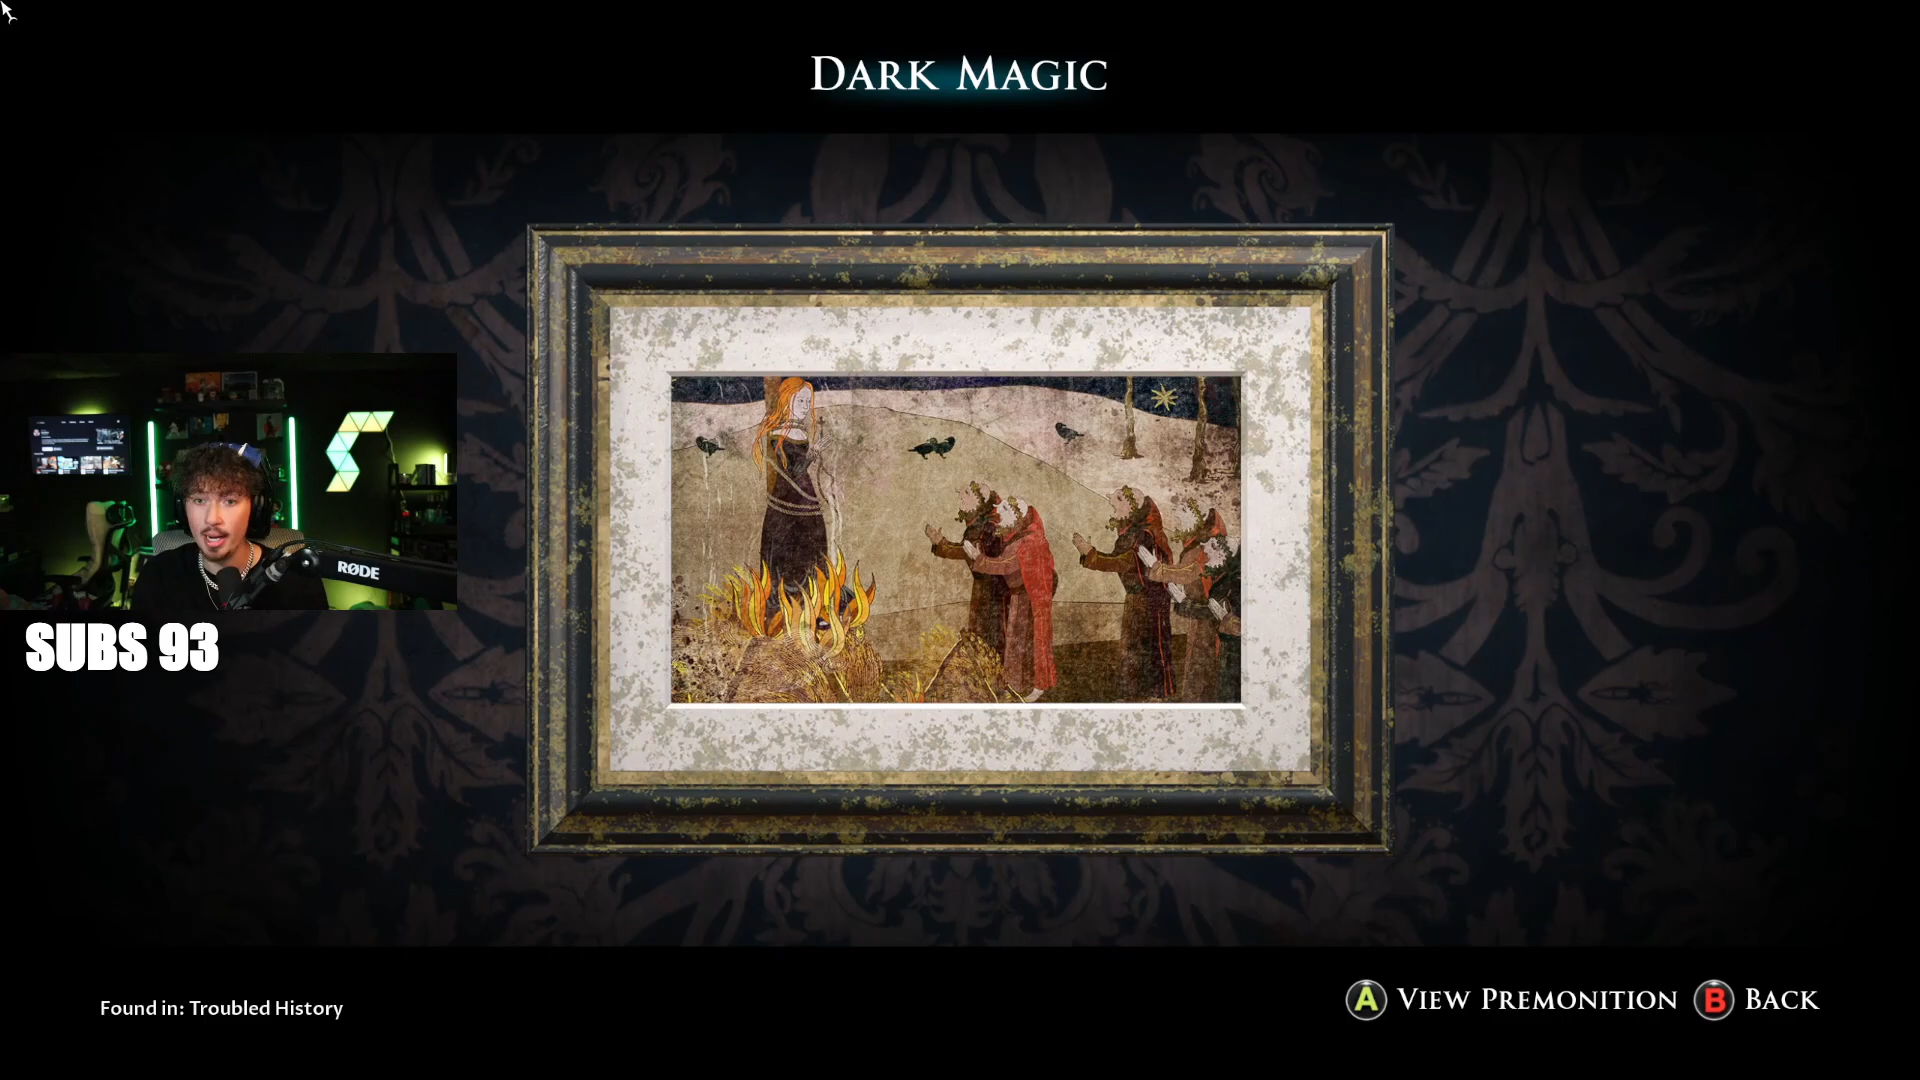 DARK MAGIC
RØDE
SUBS 93
Found in: Troubled History
A VIEW PREMONITION B BACK